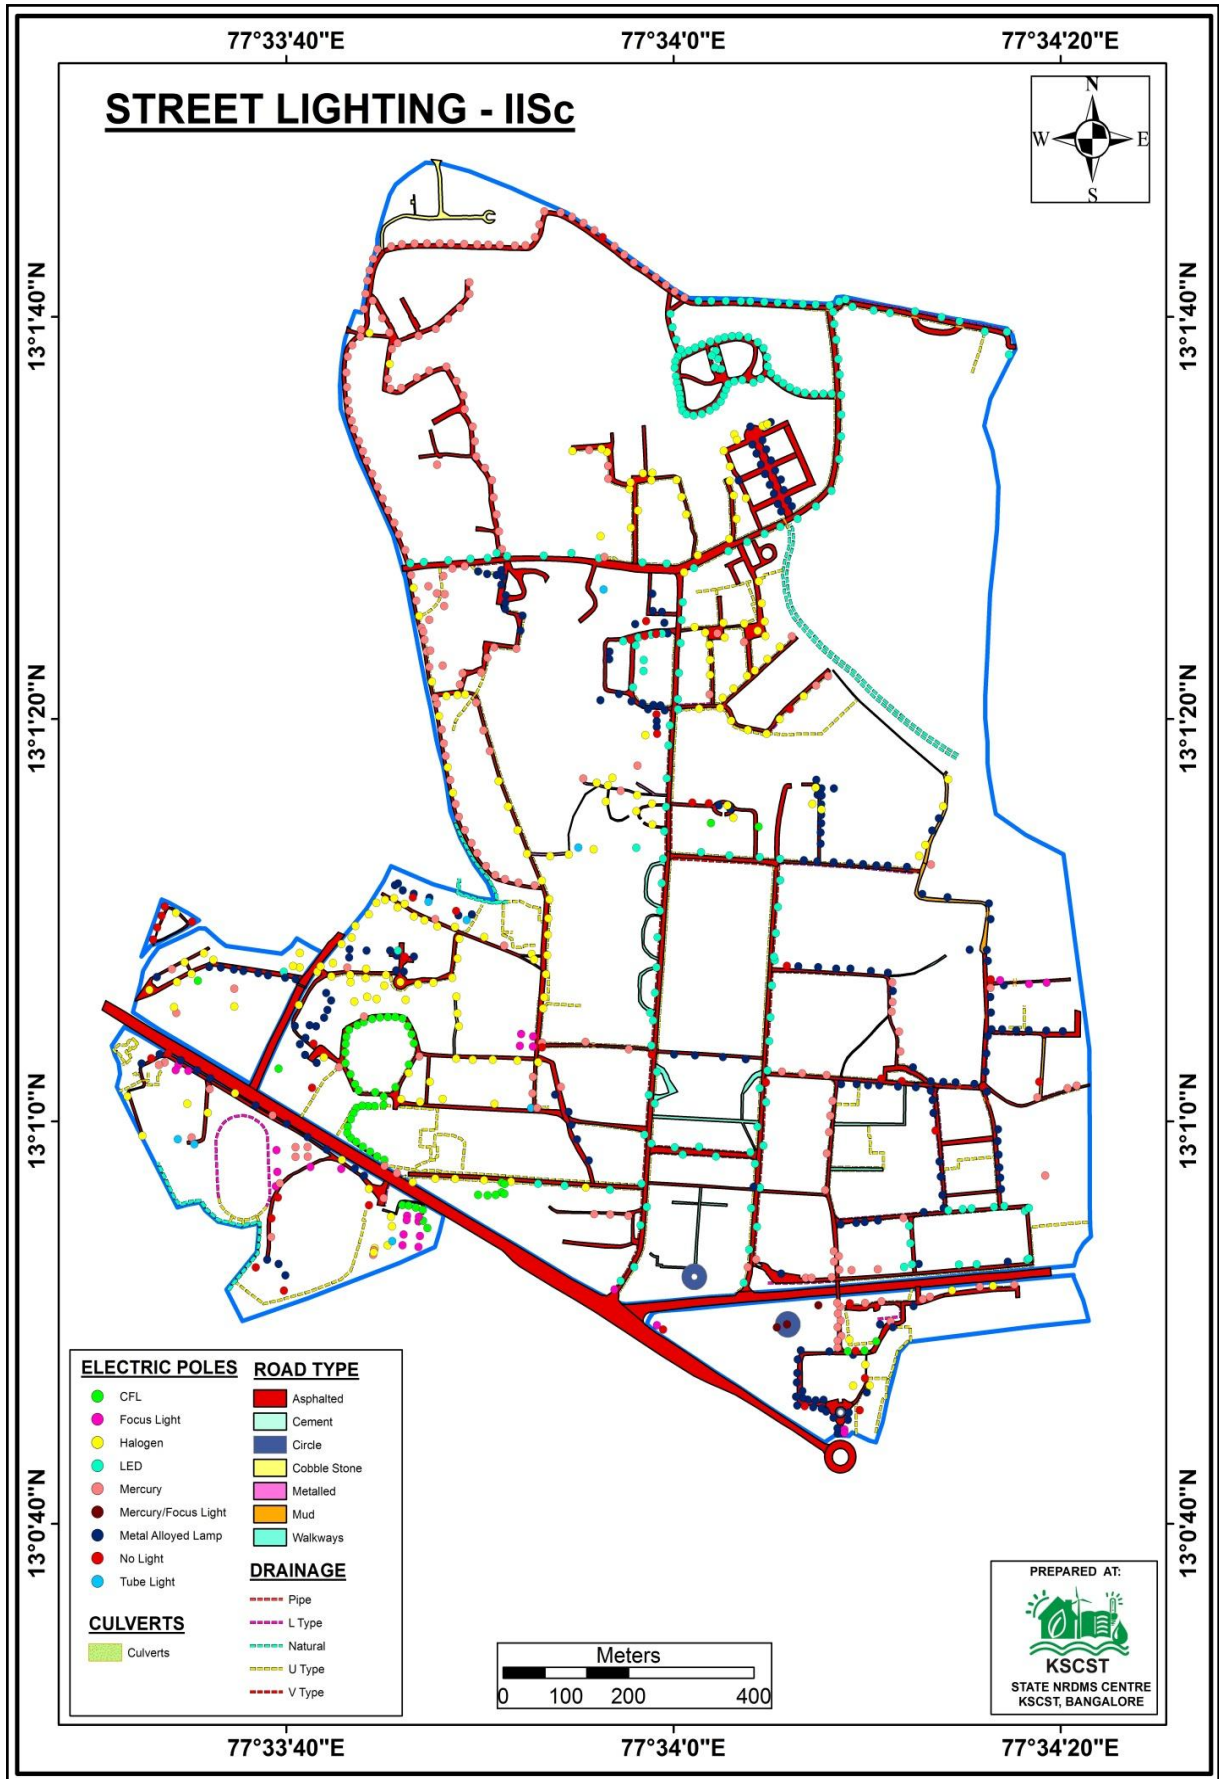 77°33'40"E 77°34'0"E 77°34'20"E
STREET LIGHTING - IISc
N
W E
S
13°1'40"N 13°1'40"N
13°1'20"N 13°1'20"N
13°1'0"N 13°1'0"N
13°0'40"N 13°0'40"N
ELECTRIC POLES
CFL
Focus Light
Halogen
LED
Mercury
Mercury/Focus Light
Metal Alloyed Lamp
No Light
Tube Light
CULVERTS
Culverts
ROAD TYPE
Asphalted
Cement
Circle
Cobble Stone
Metalled
Mud
Walkways
DRAINAGE
Pipe
L Type
Natural
U Type
V Type
Meters
0 100 200 400
PREPARED AT:
KSCST
STATE NRDMS CENTRE
KSCST, BANGALORE
77°33'40"E 77°34'0"E 77°34'20"E